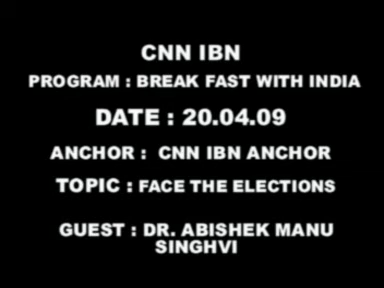 CNN IBN
PROGRAM : BREAK FAST WITH INDIA
DATE : 20.04.09
ANCHOR : CNN IBN ANCHOR
TOPIC : FACE THE ELECTIONS
GUEST : DR. ABISHEK MANU
SINGHVI